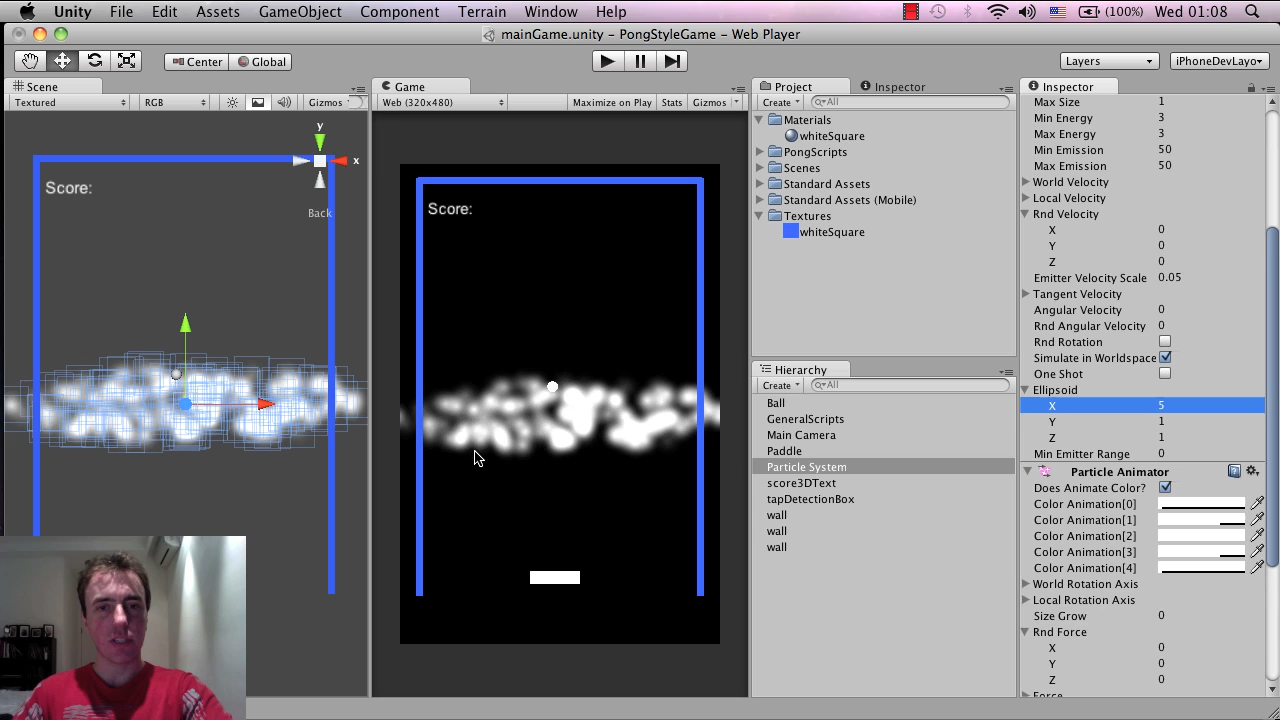 Unity File Edit Assets GameObject Component Terrain Window Help (100%) Wed 01:08
mainGame.unity – PongStyleGame – Web Player
Center Global Layers iPhoneDevLayo
Scene
Textured RGB Gizmos
y
x
Back
Score:
Game
Web (320x480) Maximize on Play Stats Gizmos
Score:
Project Inspector
Create All
Materials
whiteSquare
PongScripts
Scenes
Standard Assets
Standard Assets (Mobile)
Textures
whiteSquare
Hierarchy
Create All
Ball
GeneralScripts
Main Camera
Paddle
Particle System
score3DText
tapDetectionBox
wall
wall
wall
Inspector
Max Size 1
Min Energy 3
Max Energy 3
Min Emission 50
Max Emission 50
World Velocity
Local Velocity
Rnd Velocity
X 0
Y 0
Z 0
Emitter Velocity Scale 0.05
Tangent Velocity
Angular Velocity 0
Rnd Angular Velocity 0
Rnd Rotation
Simulate in Worldspace
One Shot
Ellipsoid
X 5
Y 1
Z 1
Min Emitter Range 0
Particle Animator
Does Animate Color?
Color Animation[0]
Color Animation[1]
Color Animation[2]
Color Animation[3]
Color Animation[4]
World Rotation Axis
Local Rotation Axis
Size Grow 0
Rnd Force
X 0
Y 0
Z 0
Force